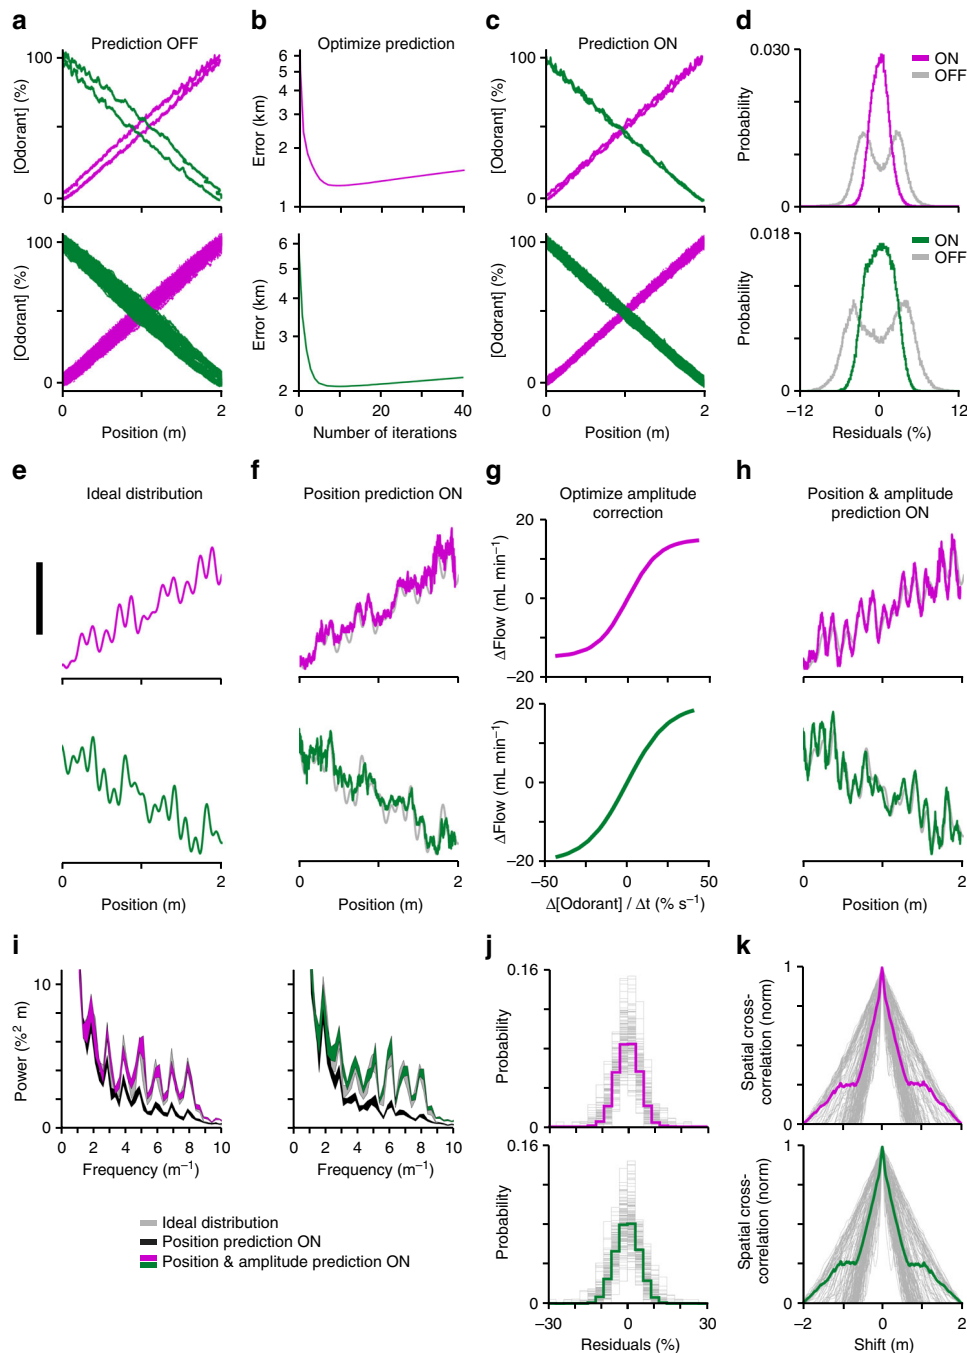 a
Prediction OFF
[Odorant] (%)
100
0
[Odorant] (%)
100
0
0
2
Position (m)
b
Optimize prediction
Error (km)
6
5
4
3
2
1
Error (km)
6
5
4
3
2
0
20
40
Number of iterations
c
Prediction ON
[Odorant] (%)
100
0
[Odorant] (%)
100
0
0
2
Position (m)
d
Probability
0.030
0
ON
OFF
Probability
0.018
0
ON
OFF
−12
0
12
Residuals (%)
e
Ideal distribution
0
2
Position (m)
f
Position prediction ON
0
2
Position (m)
g
Optimize amplitude
correction
ΔFlow (mL min−1)
20
0
−20
ΔFlow (mL min−1)
20
0
−20
−50
0
50
Δ[Odorant] / Δt (% s−1)
h
Position & amplitude
prediction ON
0
2
Position (m)
i
Power (%2 m)
10
0
0 2 4 6 8 10
Frequency (m−1)
10
0
0 2 4 6 8 10
Frequency (m−1)
Ideal distribution
Position prediction ON
Position & amplitude prediction ON
j
Probability
0.16
0
Probability
0.16
0
−30
0
30
Residuals (%)
k
Spatial cross-
correlation (norm)
1
0
Spatial cross-
correlation (norm)
1
0
−2
0
2
Shift (m)